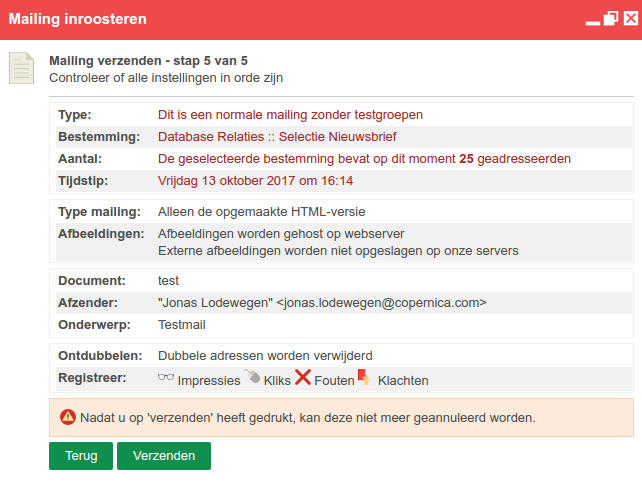 Mailing inroosteren
Mailing verzenden - stap 5 van 5
Controleer of alle instellingen in orde zijn
Type: Dit is een normale mailing zonder testgroepen
Bestemming: Database Relaties :: Selectie Nieuwsbrief
Aantal: De geselecteerde bestemming bevat op dit moment 25 geadresseerden
Tijdstip: Vrijdag 13 oktober 2017 om 16:14
Type mailing: Alleen de opgemaakte HTML-versie
Afbeeldingen: Afbeeldingen worden gehost op webserver
Externe afbeeldingen worden niet opgeslagen op onze servers
Document: test
Afzender: "Jonas Lodewegen" <jonas.lodewegen@copernica.com>
Onderwerp: Testmail
Ontdubbelen: Dubbele adressen worden verwijderd
Registreer: Impressies Kliks Fouten Klachten
Nadat u op 'verzenden' heeft gedrukt, kan deze niet meer geannuleerd worden.
Terug Verzenden